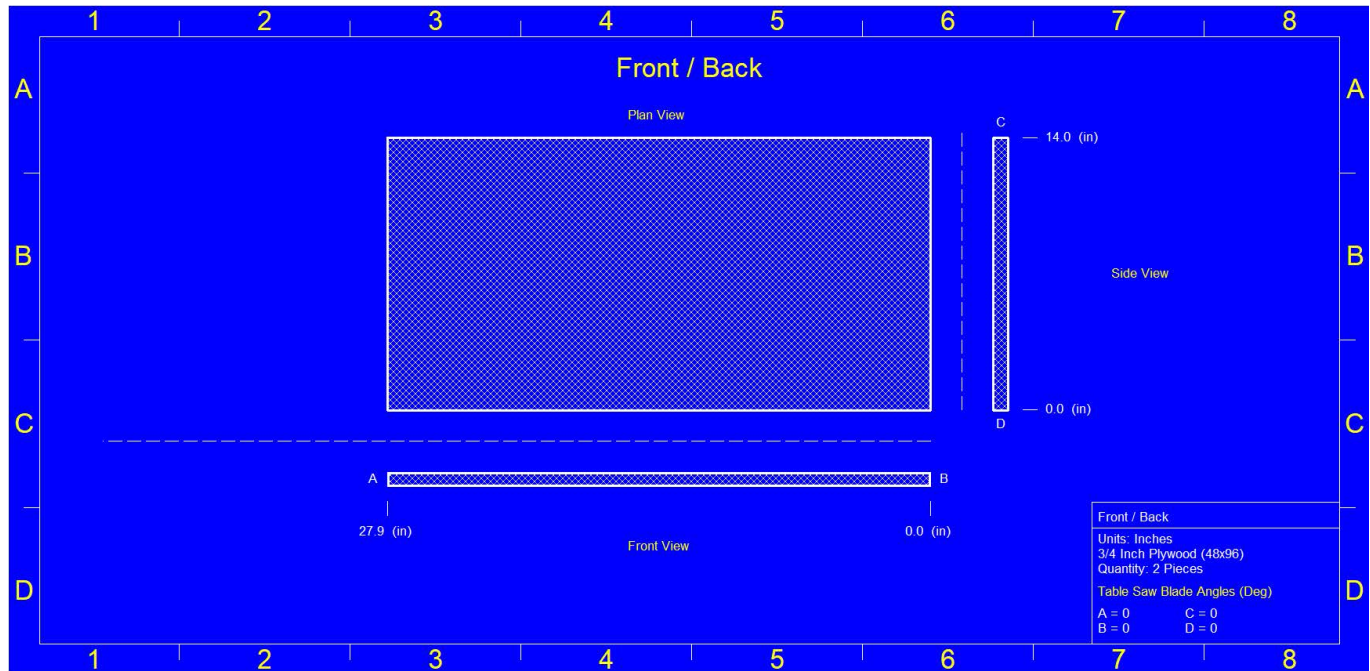 1 2 3 4 5 6 7 8
Front / Back
A A
Plan View
C
14.0 (in)
B B
Side View
0.0 (in)
C C
D
A B
Front / Back
27.9 (in) 0.0 (in)
Front View
Units: Inches
3/4 Inch Plywood (48x96)
Quantity: 2 Pieces
D D
Table Saw Blade Angles (Deg)
A = 0 C = 0
B = 0 D = 0
1 2 3 4 5 6 7 8